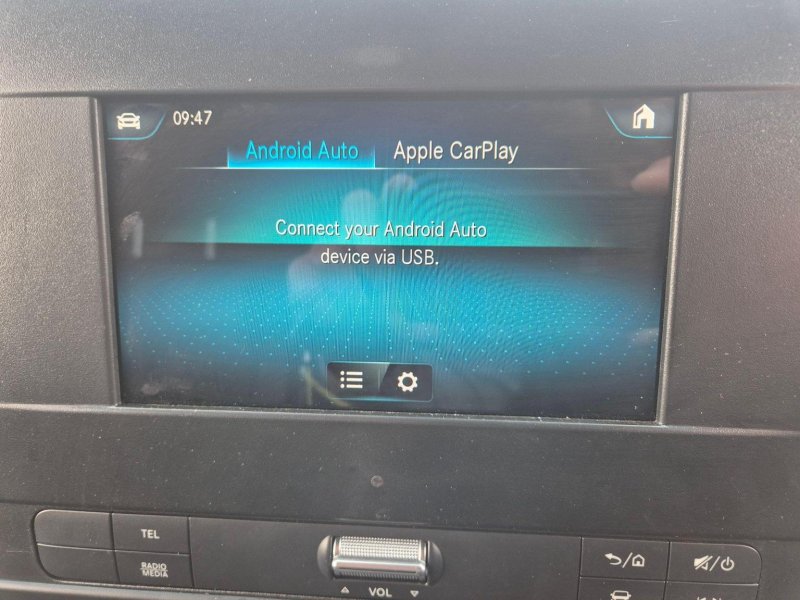 09:47
Android Auto Apple CarPlay
Connect your Android Auto
device via USB.
TEL
RADIO
MEDIA
VOL